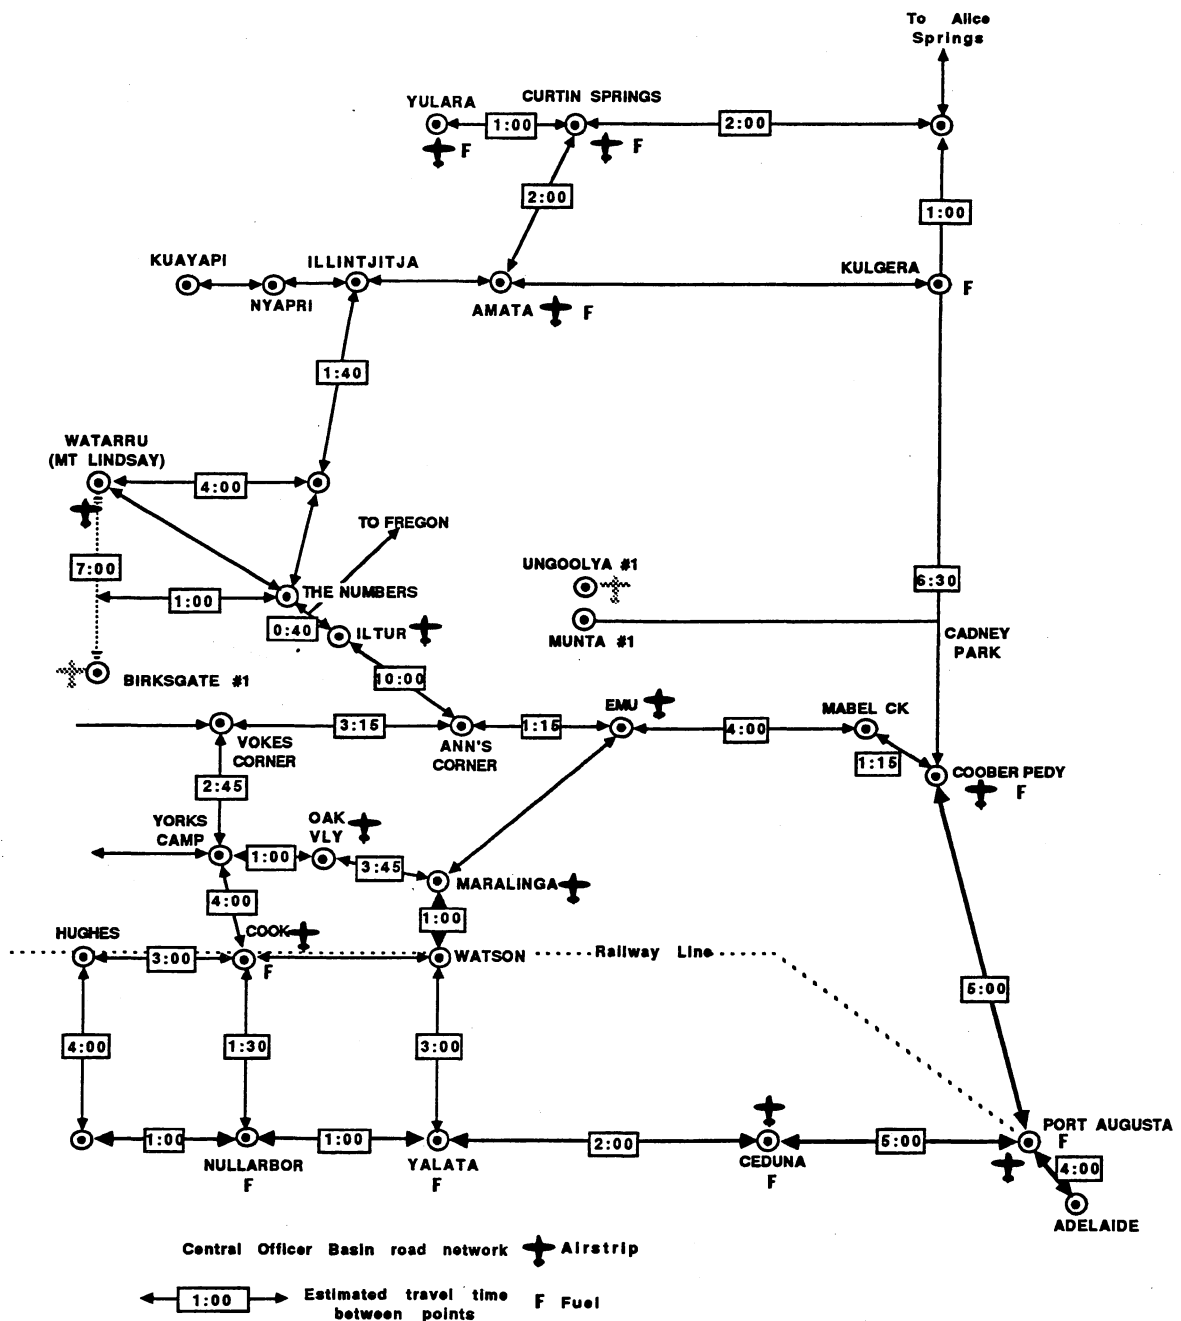 To Alice
Springs
YULARA
CURTIN SPRINGS
1:00
2:00
F
F
2:00
1:00
KUAYAPI
ILLINTJITJA
KULGERA
NYAPRI
AMATA
F
F
1:40
WATARRU
(MT LINDSAY)
4:00
TO FREGON
7:00
UNGOOLYA #1
6:30
1:00
THE NUMBERS
0:40
ILTUR
MUNTA #1
CADNEY
PARK
BIRKSGATE #1
10:00
EMU
MABEL CK
3:15
1:15
4:00
VOKES
CORNER
ANN'S
CORNER
1:15
COOBER PEDY
F
2:45
YORKS
CAMP
OAK
VLY
1:00
3:45
MARALINGA
4:00
1:00
HUGHES
COOK
3:00
F
WATSON
Railway Line
5:00
4:00
1:30
3:00
PORT AUGUSTA
F
1:00
1:00
2:00
5:00
NULLARBOR
F
YALATA
F
CEDUNA
F
4:00
ADELAIDE
Central Officer Basin road network
Airstrip
1:00
Estimated travel time
between points
F Fuel